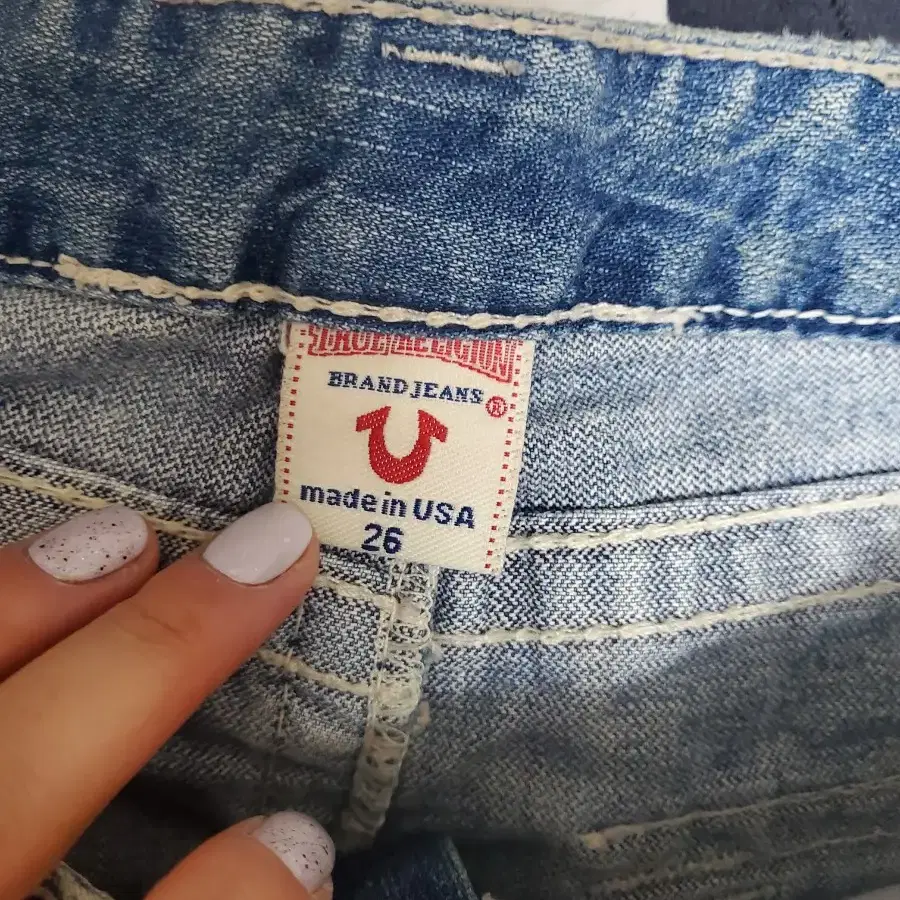 TRUE RELIGION
BRAND JEANS ®
made in USA
26